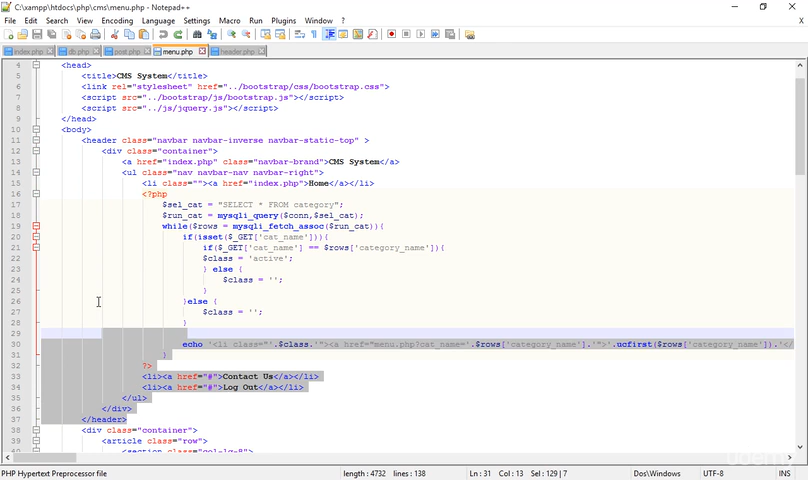 C:\xampp\htdocs\php\cms\menu.php - Notepad++
File Edit Search View Encoding Language Settings Macro Run Plugins Window ?
index.php db.php post.php menu.php header.php
4 <head>
5 <title>CMS System</title>
6 <link rel="stylesheet" href="../bootstrap/css/bootstrap.css">
7 <script src="../bootstrap/js/bootstrap.js"></script>
8 <script src="../js/jquery.js"></script>
9 </head>
10 <body>
11 <header class="navbar navbar-inverse navbar-static-top" >
12 <div class="container">
13 <a href="index.php" class="navbar-brand">CMS System</a>
14 <ul class="nav navbar-nav navbar-right">
15 <li class=""><a href="index.php">Home</a></li>
16 <?php
17 $sel_cat = "SELECT * FROM category";
18 $run_cat = mysqli_query($conn,$sel_cat);
19 while($rows = mysqli_fetch_assoc($run_cat)){
20 if(isset($_GET['cat_name'])){
21 if($_GET['cat_name'] == $rows['category_name']){
22 $class = 'active';
23 } else {
24 $class = '';
25 }
26 }else {
27 $class = '';
28 }
29
30 echo '<li class="'.$class.'"><a href="menu.php?cat_name='.$rows['category_name'].'">'.ucfirst($rows['category_name']).'</
31 }
32 ?>
33 <li><a href="#">Contact Us</a></li>
34 <li><a href="#">Log Out</a></li>
35 </ul>
36 </div>
37 </header>
38 <div class="container">
39 <article class="row">
40 <section class="col-lg-8">
PHP Hypertext Preprocessor file length : 4732 lines : 138 Ln : 31 Col : 13 Sel : 129 | 7 Dos\Windows UTF-8 INS
udemy